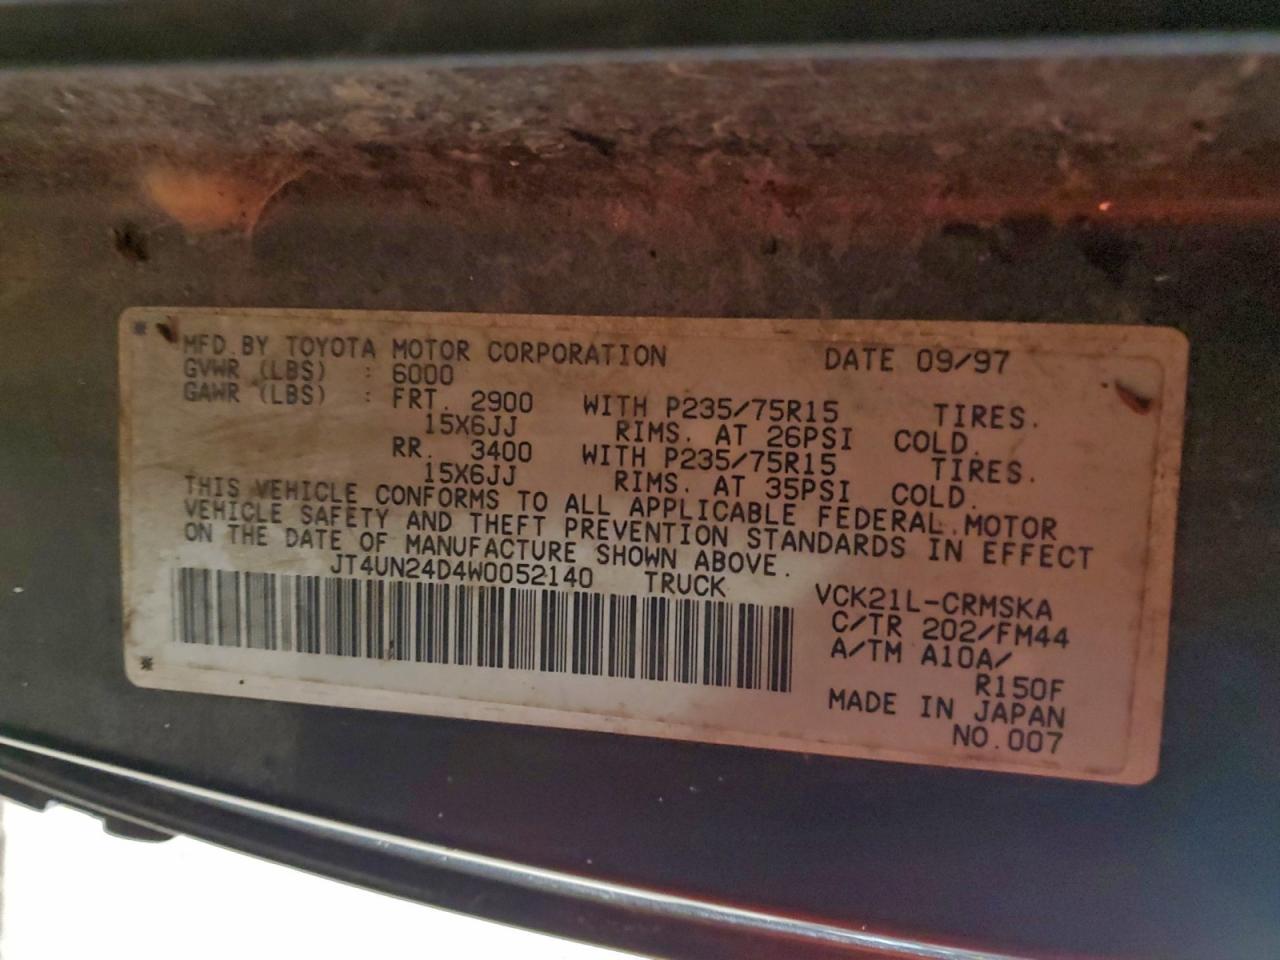 MFD. BY TOYOTA MOTOR CORPORATION DATE 09/97
GVWR (LBS) : 6000
GAWR (LBS) : FRT. 2900 WITH P235/75R15 TIRES.
15X6JJ RIMS. AT 26PSI COLD.
RR. 3400 WITH P235/75R15 TIRES.
15X6JJ RIMS. AT 35PSI COLD.
THIS VEHICLE CONFORMS TO ALL APPLICABLE FEDERAL MOTOR
VEHICLE SAFETY AND THEFT PREVENTION STANDARDS IN EFFECT
ON THE DATE OF MANUFACTURE SHOWN ABOVE.
JT4UN24D4W0052140 TRUCK
VCK21L-CRMSKA
C/TR 202/FM44
A/TM A10A/
R150F
MADE IN JAPAN
NO.007